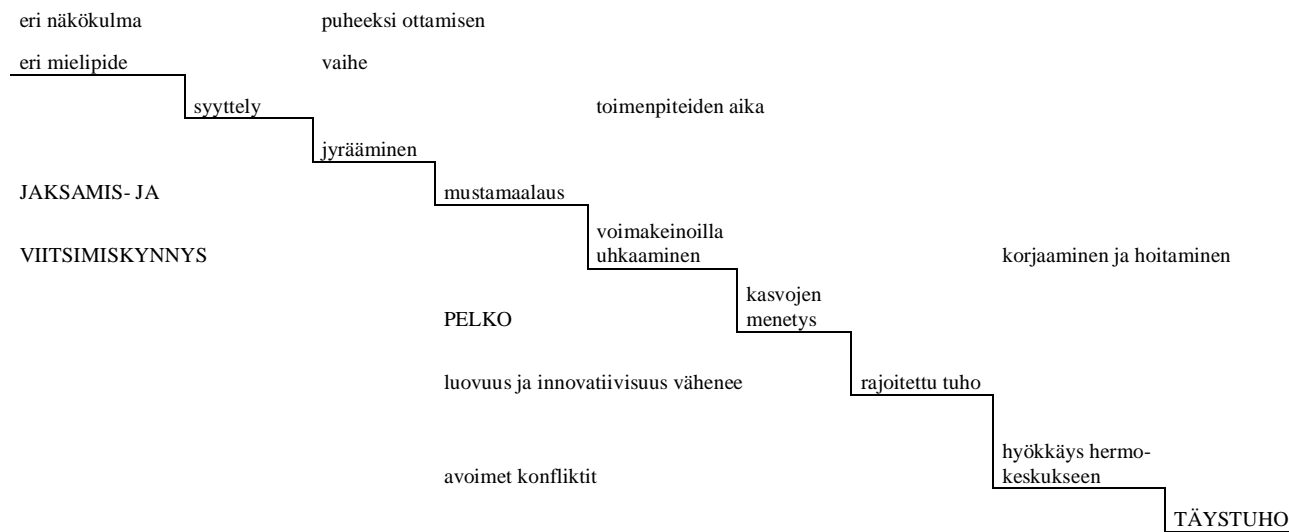 eri näkökulma puheeksi ottamisen
eri mielipide vaihe
syyttely toimenpiteiden aika
jyrääminen
JAKSAMIS- JA mustamaalaus
voimakeinoilla
VIITSIMISKYNNYS uhkaaminen korjaaminen ja hoitaminen
kasvojen
PELKO menetys
luovuus ja innovatiivisuus vähenee rajoitettu tuho
hyökkäys hermo-
avoimet konfliktit keskukseen
TÄYSTUHO